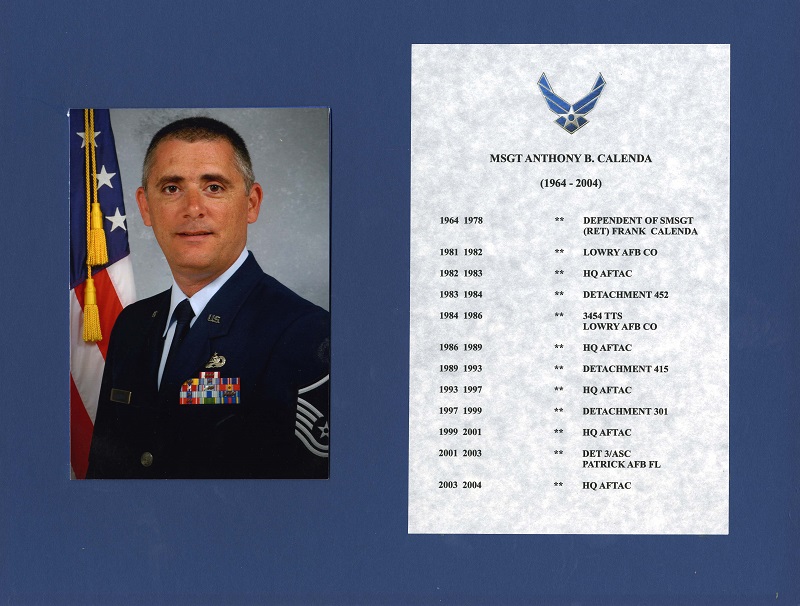 U.S.
MSGT ANTHONY B. CALENDA
(1964 - 2004)
1964 1978 ** DEPENDENT OF SMSGT
(RET) FRANK CALENDA
1981 1982 ** LOWRY AFB CO
1982 1983 ** HQ AFTAC
1983 1984 ** DETACHMENT 452
1984 1986 ** 3454 TTS
LOWRY AFB CO
1986 1989 ** HQ AFTAC
1989 1993 ** DETACHMENT 415
1993 1997 ** HQ AFTAC
1997 1999 ** DETACHMENT 301
1999 2001 ** HQ AFTAC
2001 2003 ** DET 3/ASC
PATRICK AFB FL
2003 2004 ** HQ AFTAC